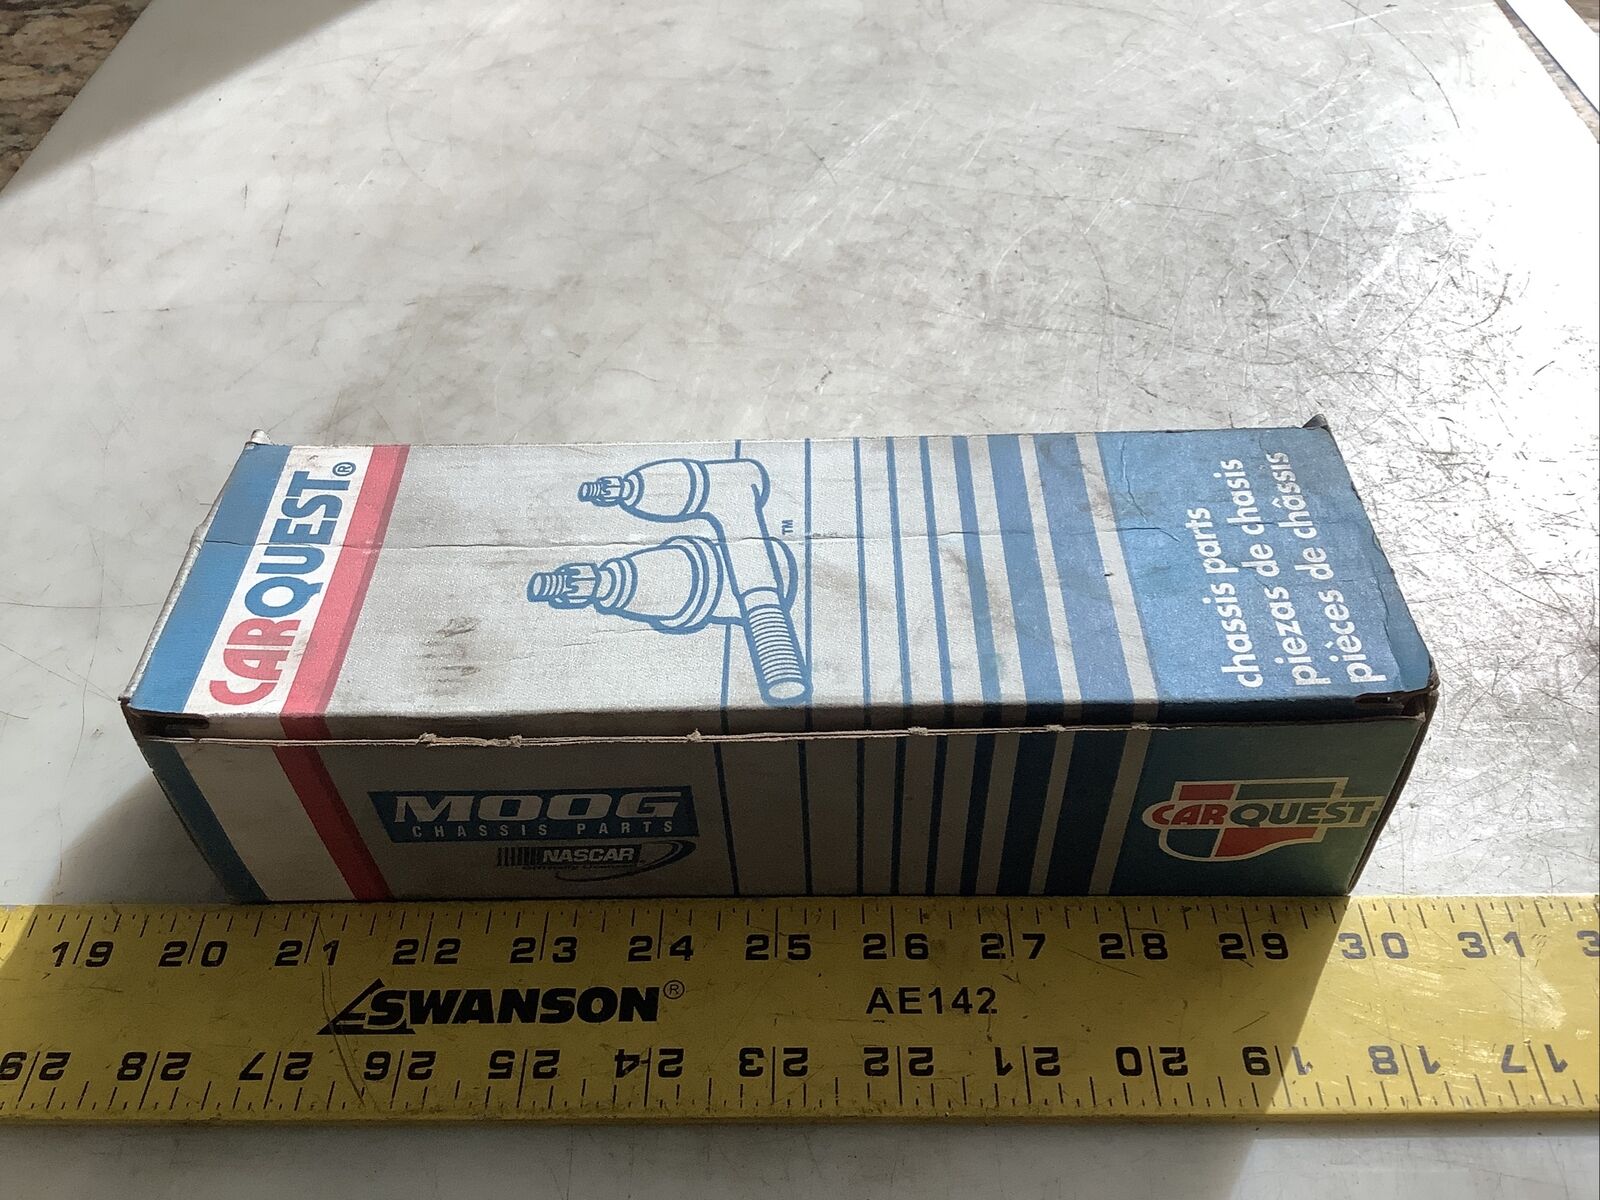 CARQUEST®
TM
chassis parts
piezas de chasis
pièces de châssis
MOOG
CHASSIS PARTS
NASCAR
CARQUEST
19 20 21 22 23 24 25 26 27 28 29 30 31 3
SWANSON® AE142
29 28 27 26 25 24 23 22 21 20 19 18 17